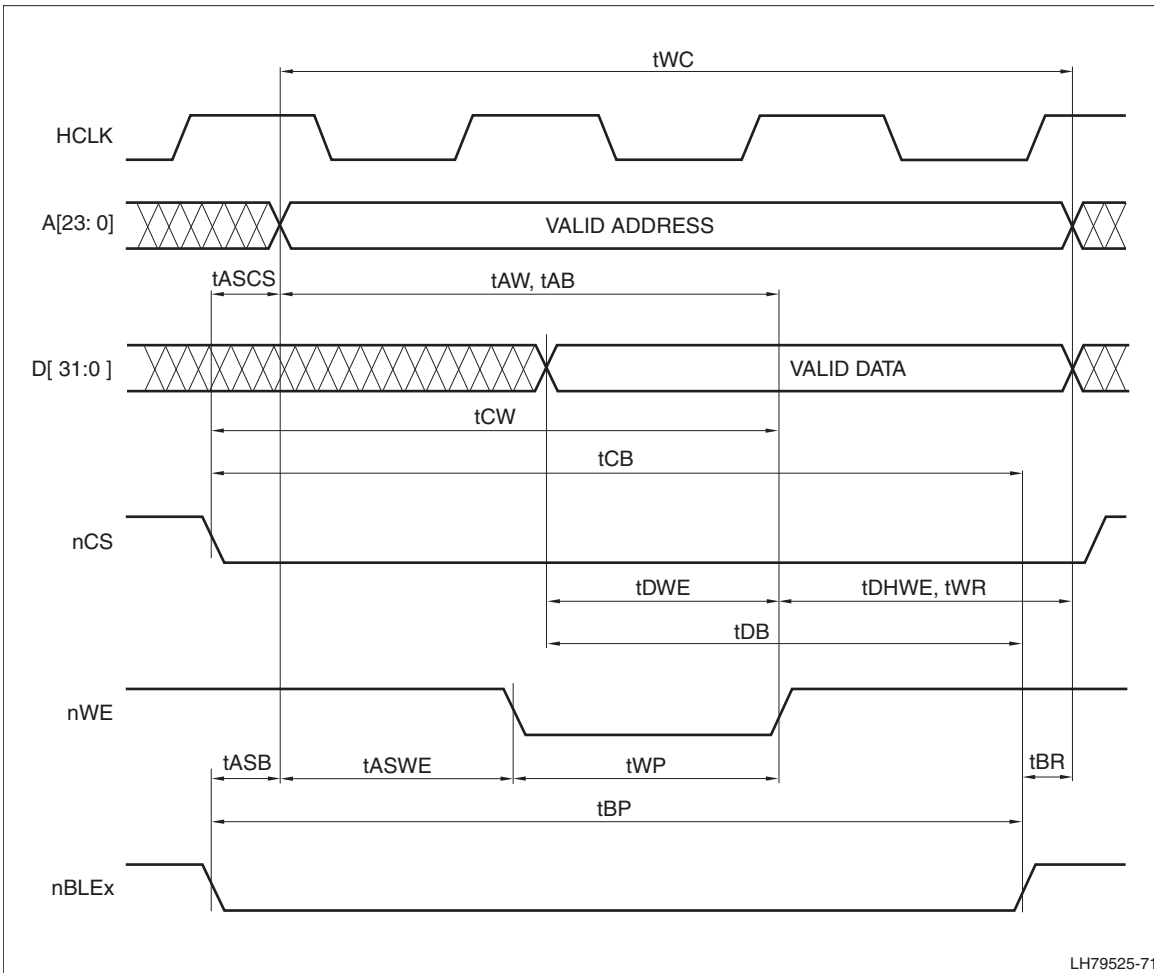 tWC
HCLK
A[23: 0]
VALID ADDRESS
tASCS
tAW, tAB
D[ 31:0 ]
VALID DATA
tCW
tCB
nCS
tDWE
tDHWE, tWR
tDB
nWE
tASB
tASWE
tWP
tBR
tBP
nBLEx
LH79525-71